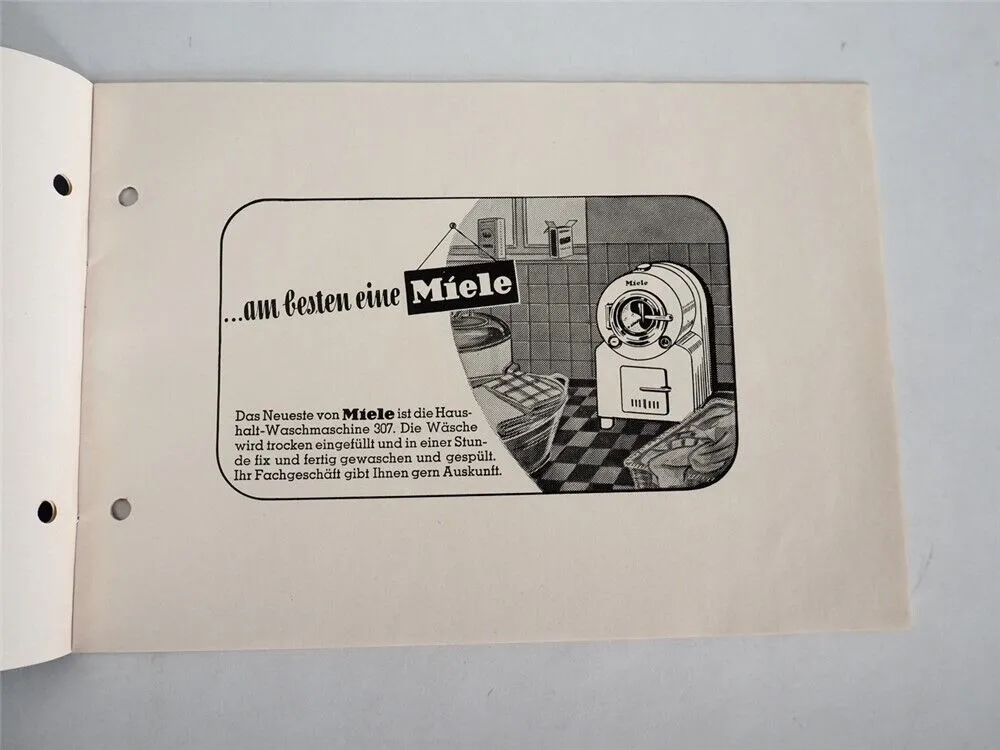 ...am besten eine Miele
Miele
Das Neueste von Miele ist die Haus-
halt-Waschmaschine 307. Die Wäsche
wird trocken eingefüllt und in einer Stun-
de fix und fertig gewaschen und gespült.
Ihr Fachgeschäft gibt Ihnen gern Auskunft.